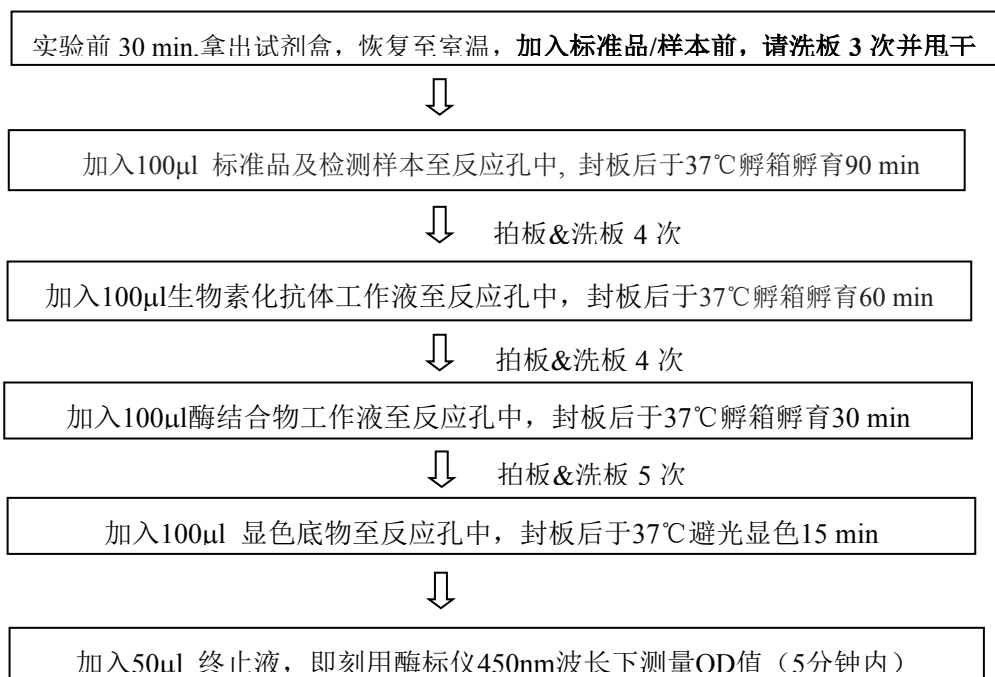 实验前 30 min.拿出试剂盒，恢复至室温，加入标准品/样本前，请洗板 3 次并甩干
加入100μl 标准品及检测样本至反应孔中, 封板后于37℃孵箱孵育90 min
拍板&洗板 4 次
加入100μl生物素化抗体工作液至反应孔中，封板后于37℃孵箱孵育60 min
拍板&洗板 4 次
加入100μl酶结合物工作液至反应孔中，封板后于37℃孵箱孵育30 min
拍板&洗板 5 次
加入100μl 显色底物至反应孔中，封板后于37℃避光显色15 min
加入50μl 终止液，即刻用酶标仪450nm波长下测量OD值（5分钟内）